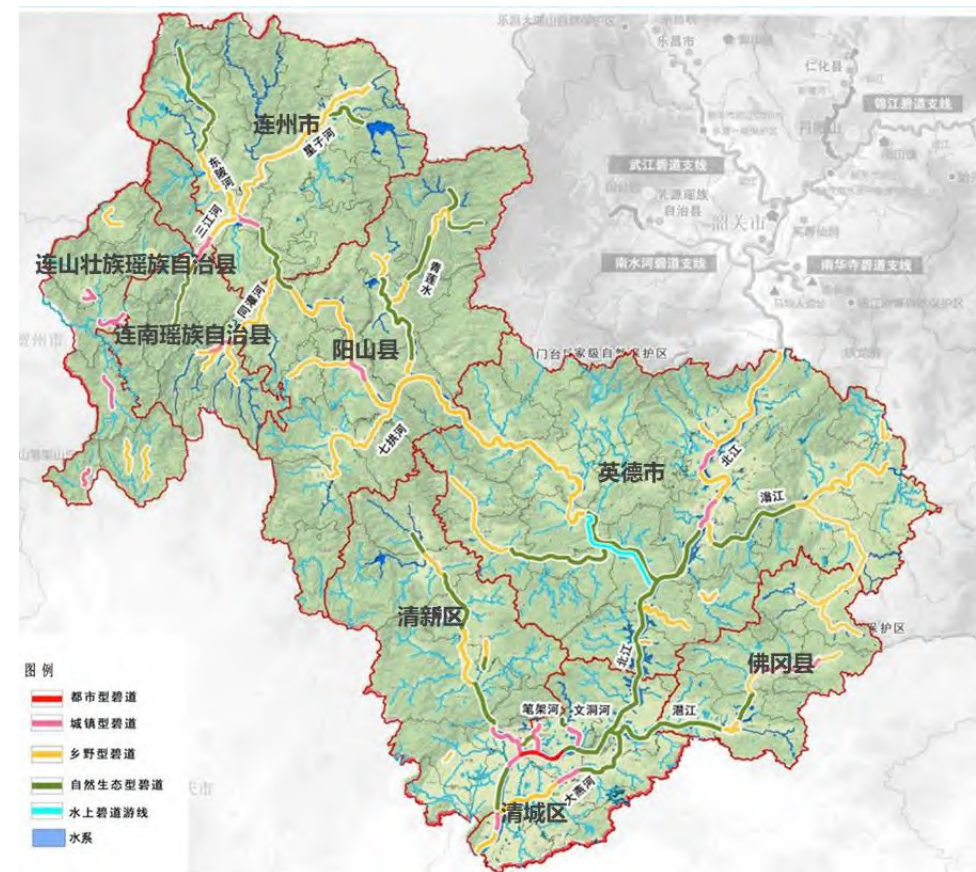 乐昌市
仁化县
锦江碧道支线
丹霞山
武江碧道支线
乳源瑶族
自治县
韶关市
南水河碧道支线
南华寺碧道支线
连州市
星子河
东陂河
三江河
连山壮族瑶族自治县
连南瑶族自治县
同灌河
青莲水
阳山县
七拱河
英德市
北江
滃江
清新区
北江
佛冈县
笔架河
文洞河
潖江
大燕河
清城区
图例
都市型碧道
城镇型碧道
乡野型碧道
自然生态型碧道
水上碧道游线
水系